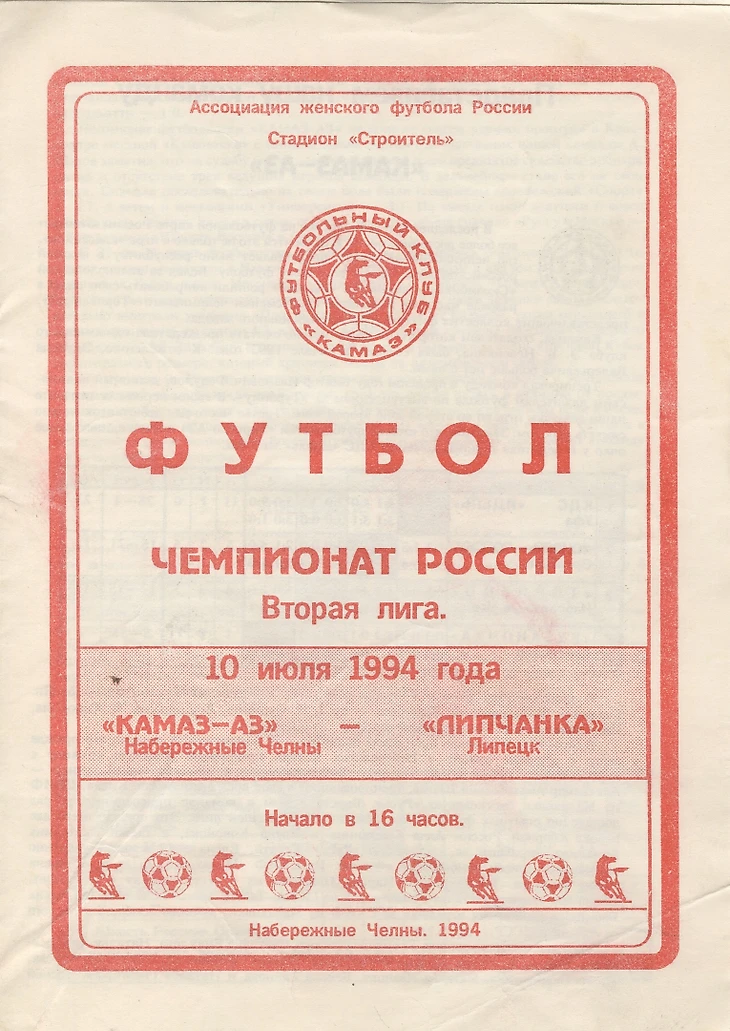 Ассоциация женского футбола России
Стадион «Строитель»
ФУТБОЛЬНЫЙ КЛУБ
«КАМАЗ»
ФУТБОЛ
ЧЕМПИОНАТ РОССИИ
Вторая лига.
10 июля 1994 года
«КАМАЗ-АЗ» — «ЛИПЧАНКА»
Набережные Челны Липецк
Начало в 16 часов.
Набережные Челны. 1994